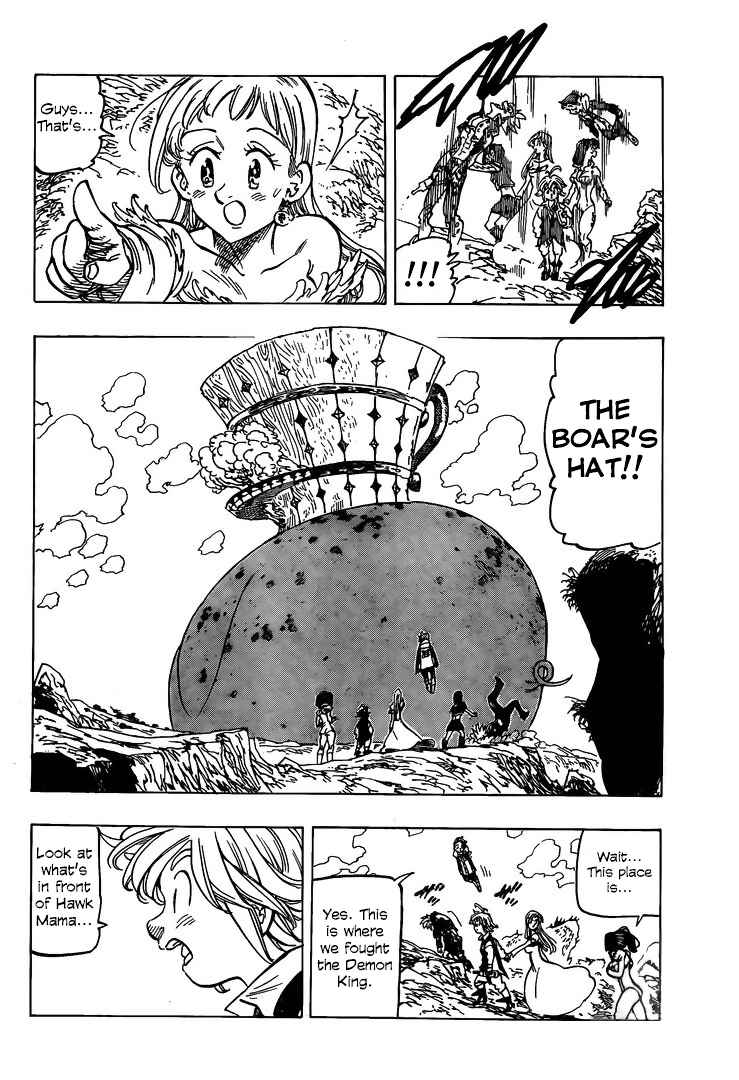 !!!
Guys...
That's...
THE
BOAR'S
HAT!!
Wait...
This place
is...
Yes. This
is where
we fought
the Demon
King.
Look at
what's
in front
of Hawk
Mama...